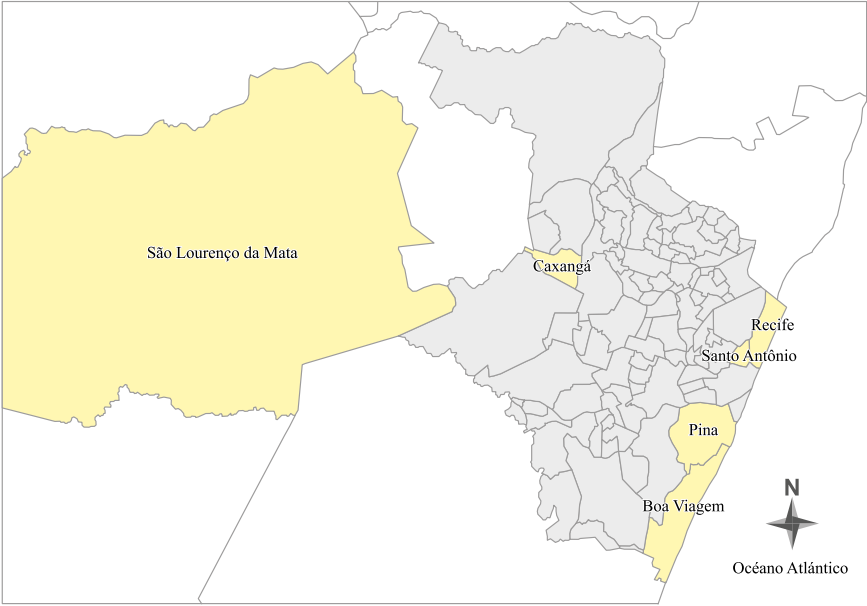 São Lourenço da Mata
Caxangá
Recife
Santo Antônio
Pina
N
Boa Viagem
Océano Atlántico